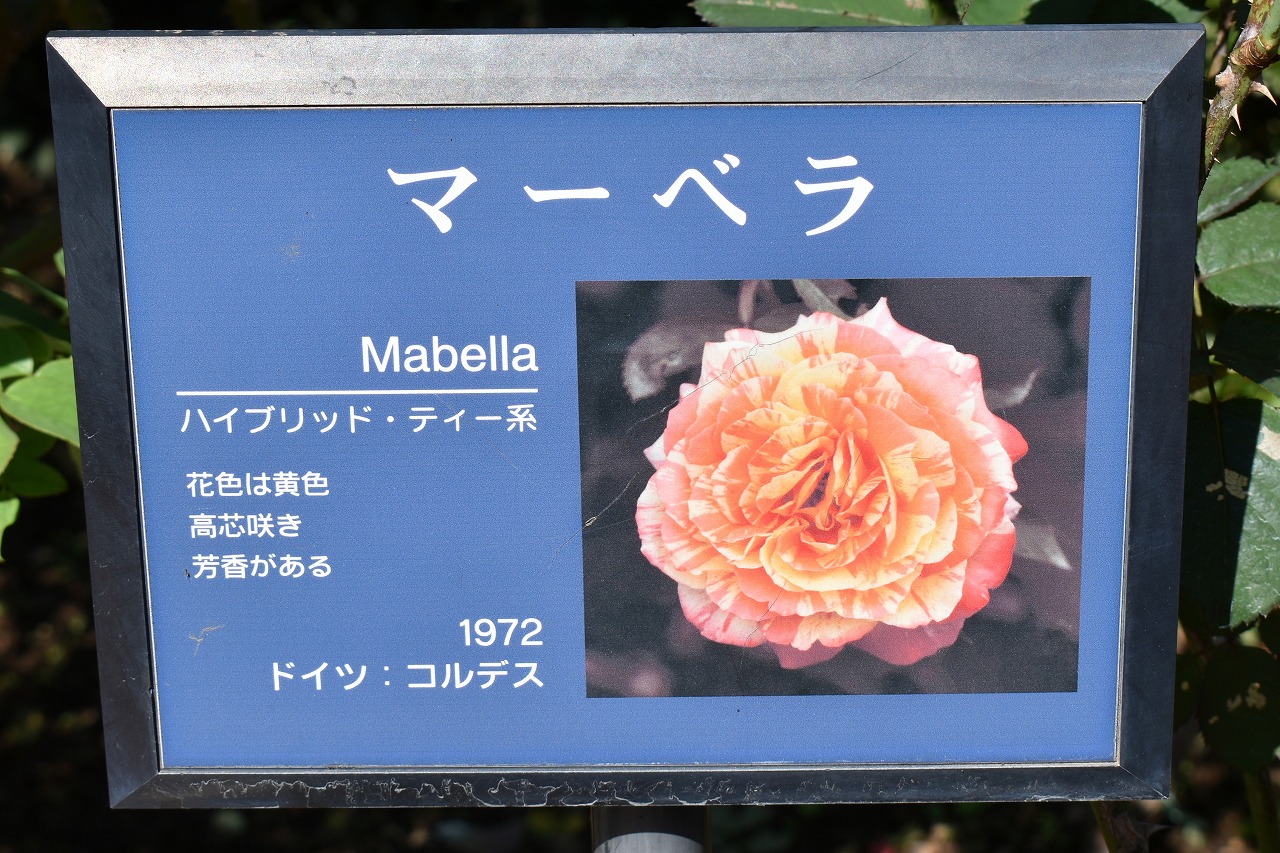 マーベラ
Mabella
ハイブリッド・ティー系
花色は黄色
高芯咲き
芳香がある
1972
ドイツ：コルデス